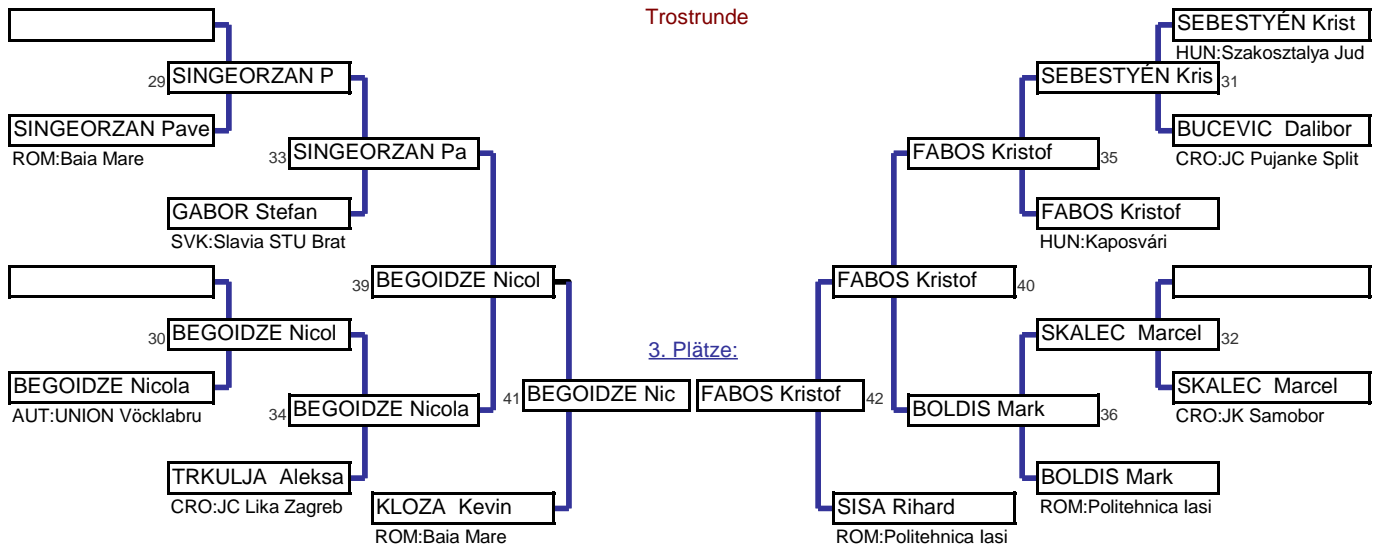 Trostrunde
SEBESTYÉN Krist
HUN:Szakosztalya Jud
29 SINGEORZAN P
SEBESTYÉN Kris 31
SINGEORZAN Pave
ROM:Baia Mare
BUCEVIC Dalibor
CRO:JC Pujanke Split
33 SINGEORZAN Pa
FABOS Kristof 35
GABOR Stefan
SVK:Slavia STU Brat
FABOS Kristof
HUN:Kaposvári
39 BEGOIDZE Nicol
FABOS Kristof 40
30 BEGOIDZE Nicol
SKALEC Marcel 32
3. Plätze:
BEGOIDZE Nicola
AUT:UNION Vöcklabru
41 BEGOIDZE Nic
FABOS Kristof 42
SKALEC Marcel
CRO:JK Samobor
34 BEGOIDZE Nicola
BOLDIS Mark 36
TRKULJA Aleksa
CRO:JC Lika Zagreb
BOLDIS Mark
ROM:Politehnica Iasi
KLOZA Kevin
ROM:Baia Mare
SISA Rihard
ROM:Politehnica Iasi